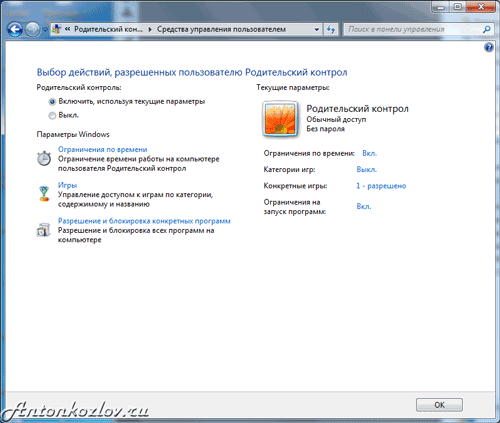 « Родительский кон... ▸ Средства управления пользователем
Поиск в панели управления
Выбор действий, разрешенных пользователю Родительский контрол
Родительский контроль:
Включить, используя текущие параметры
Выкл.
Параметры Windows
Ограничения по времени
Ограничение времени работы на компьютере
пользователя Родительский контрол
Игры
Управление доступом к играм по категории,
содержимому и названию
Разрешение и блокировка конкретных программ
Разрешение и блокировка всех программ на
компьютере
Текущие параметры:
Родительский контрол
Обычный доступ
Без пароля
Ограничения по времени: Вкл.
Категории игр: Выкл.
Конкретные игры: 1 - разрешено
Ограничения на
запуск программ: Вкл.
OK
Antonkozlov.ru